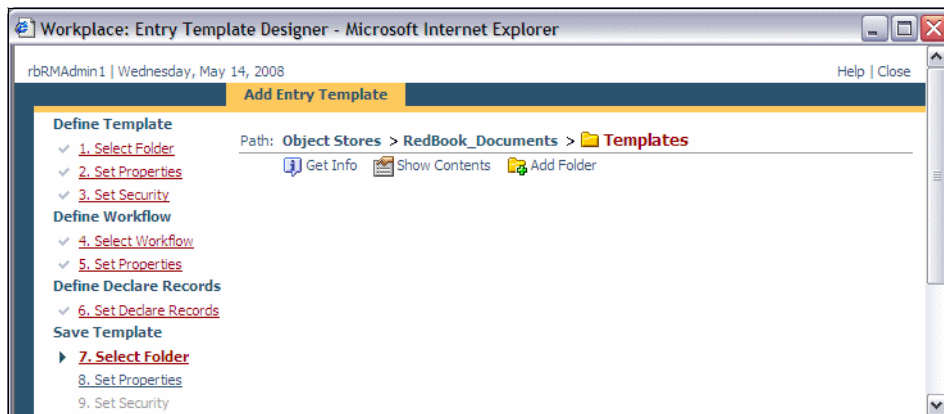 Workplace: Entry Template Designer - Microsoft Internet Explorer
rbRMAdmin1 | Wednesday, May 14, 2008
Help | Close
Add Entry Template
Define Template
1. Select Folder
2. Set Properties
3. Set Security
Define Workflow
4. Select Workflow
5. Set Properties
Define Declare Records
6. Set Declare Records
Save Template
7. Select Folder
8. Set Properties
9. Set Security
Path: Object Stores > RedBook_Documents > Templates
Get Info Show Contents Add Folder